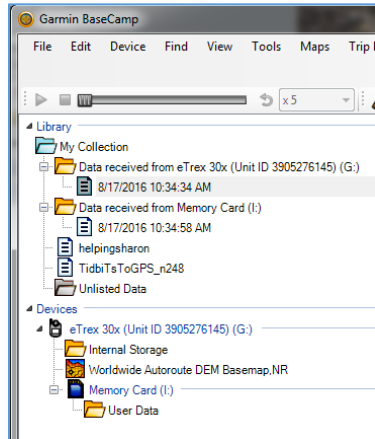 Garmin BaseCamp
File Edit Device Find View Tools Maps Trip
x 5
Library
My Collection
Data received from eTrex 30x (Unit ID 3905276145) (G:)
8/17/2016 10:34:34 AM
Data received from Memory Card (I:)
8/17/2016 10:34:58 AM
helpingsharon
TidbiTsToGPS_n248
Unlisted Data
Devices
eTrex 30x (Unit ID 3905276145) (G:)
Internal Storage
Worldwide Autoroute DEM Basemap,NR
Memory Card (I:)
User Data